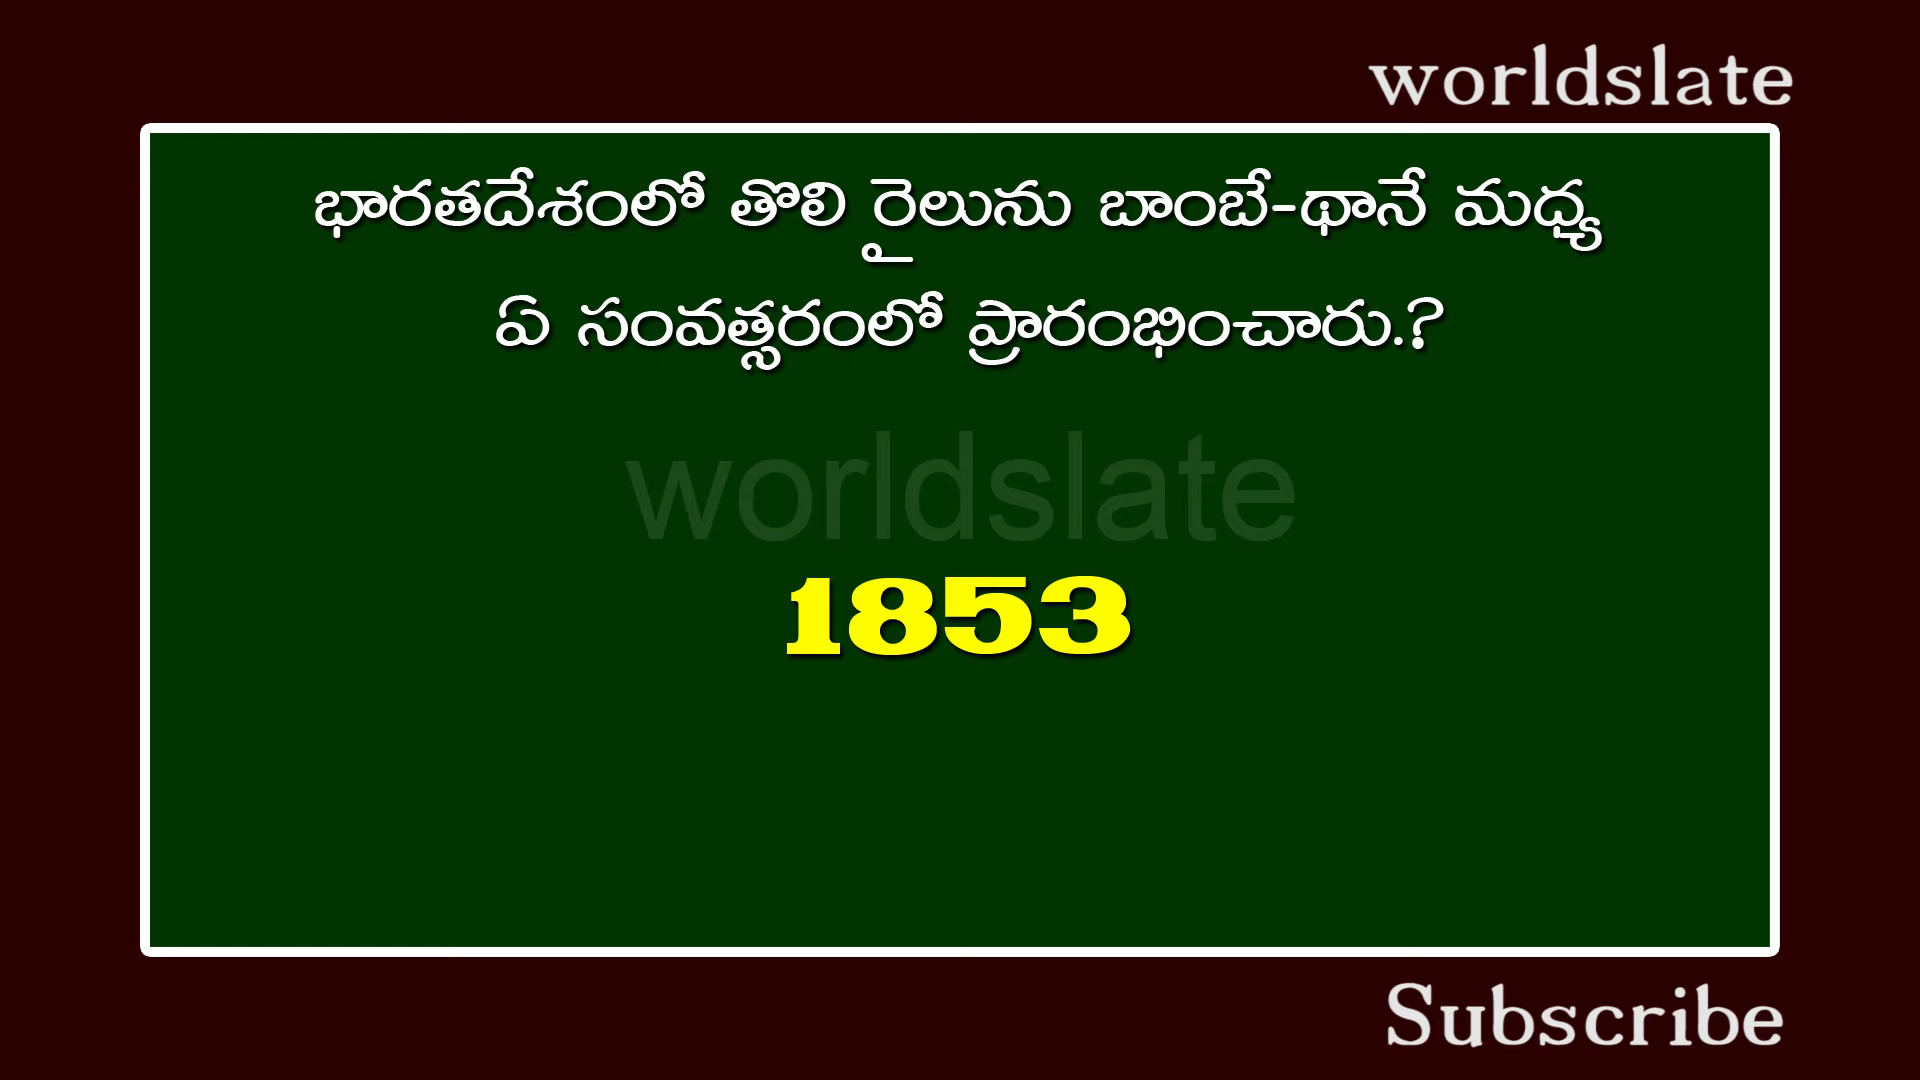 worldslate
భారతదేశంలో తొలి రైలును బాంబే-థానే మధ్య
ఏ సంవత్సరంలో ప్రారంభించారు.?
worldslate
1853
Subscribe